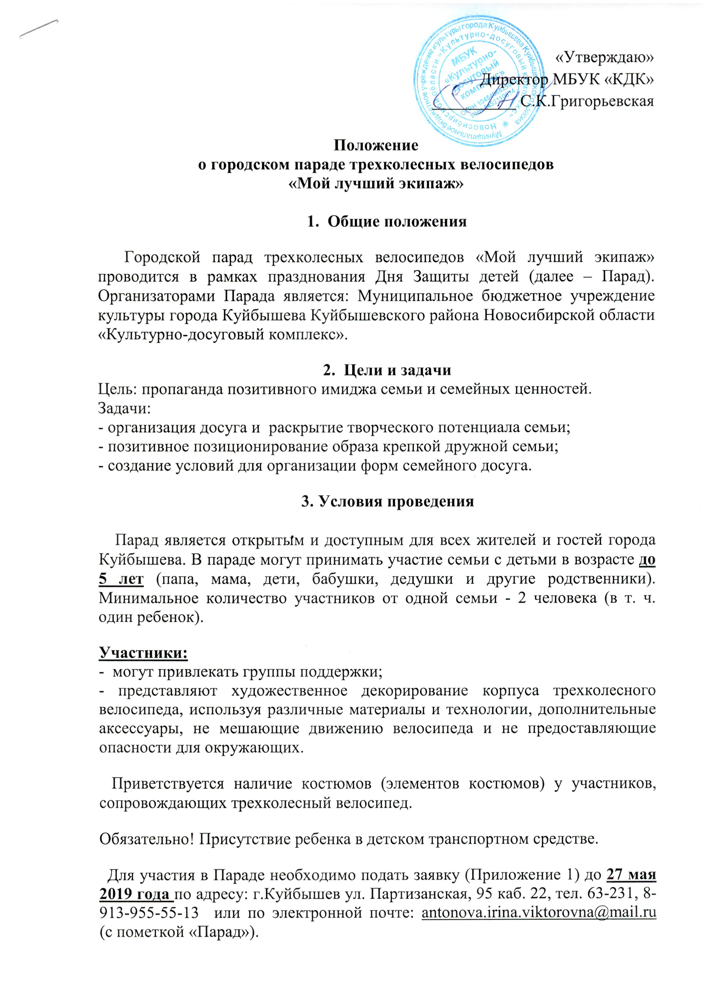 Муниципальное бюджетное учреждение культуры города Куйбышева Куйбышевского района
Новосибирской области «Культурно-досуговый комплекс»
МБУК
«Культурно-
досуговый
комплекс»
«Утверждаю»
Директор МБУК «КДК»
С.К.Григорьевская
Положение
о городском параде трехколесных велосипедов
«Мой лучший экипаж»
1. Общие положения
Городской парад трехколесных велосипедов «Мой лучший экипаж»
проводится в рамках празднования Дня Защиты детей (далее – Парад).
Организаторами Парада является: Муниципальное бюджетное учреждение
культуры города Куйбышева Куйбышевского района Новосибирской области
«Культурно-досуговый комплекс».
2. Цели и задачи
Цель: пропаганда позитивного имиджа семьи и семейных ценностей.
Задачи:
- организация досуга и раскрытие творческого потенциала семьи;
- позитивное позиционирование образа крепкой дружной семьи;
- создание условий для организации форм семейного досуга.
3. Условия проведения
Парад является открытым и доступным для всех жителей и гостей города
Куйбышева. В параде могут принимать участие семьи с детьми в возрасте до
5 лет (папа, мама, дети, бабушки, дедушки и другие родственники).
Минимальное количество участников от одной семьи - 2 человека (в т. ч.
один ребенок).
Участники:
- могут привлекать группы поддержки;
- представляют художественное декорирование корпуса трехколесного
велосипеда, используя различные материалы и технологии, дополнительные
аксессуары, не мешающие движению велосипеда и не предоставляющие
опасности для окружающих.
Приветствуется наличие костюмов (элементов костюмов) у участников,
сопровождающих трехколесный велосипед.
Обязательно! Присутствие ребенка в детском транспортном средстве.
Для участия в Параде необходимо подать заявку (Приложение 1) до 27 мая
2019 года по адресу: г.Куйбышев ул. Партизанская, 95 каб. 22, тел. 63-231, 8-
913-955-55-13 или по электронной почте: antonova.irina.viktorovna@mail.ru
(с пометкой «Парад»).